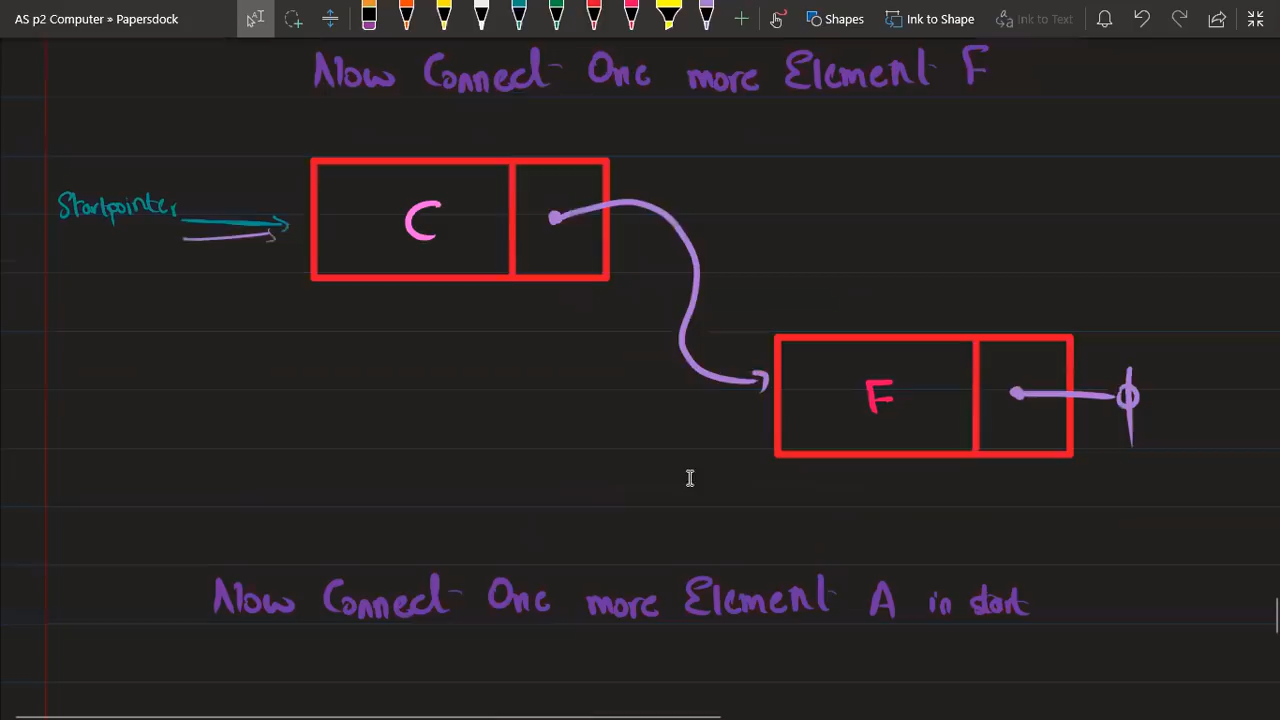 AS p2 Computer » Papersdock
Shapes
Ink to Shape
Ink to Text
Now Connect One more Element F
Startpointer
C
F
Now Connect One more Element A in start